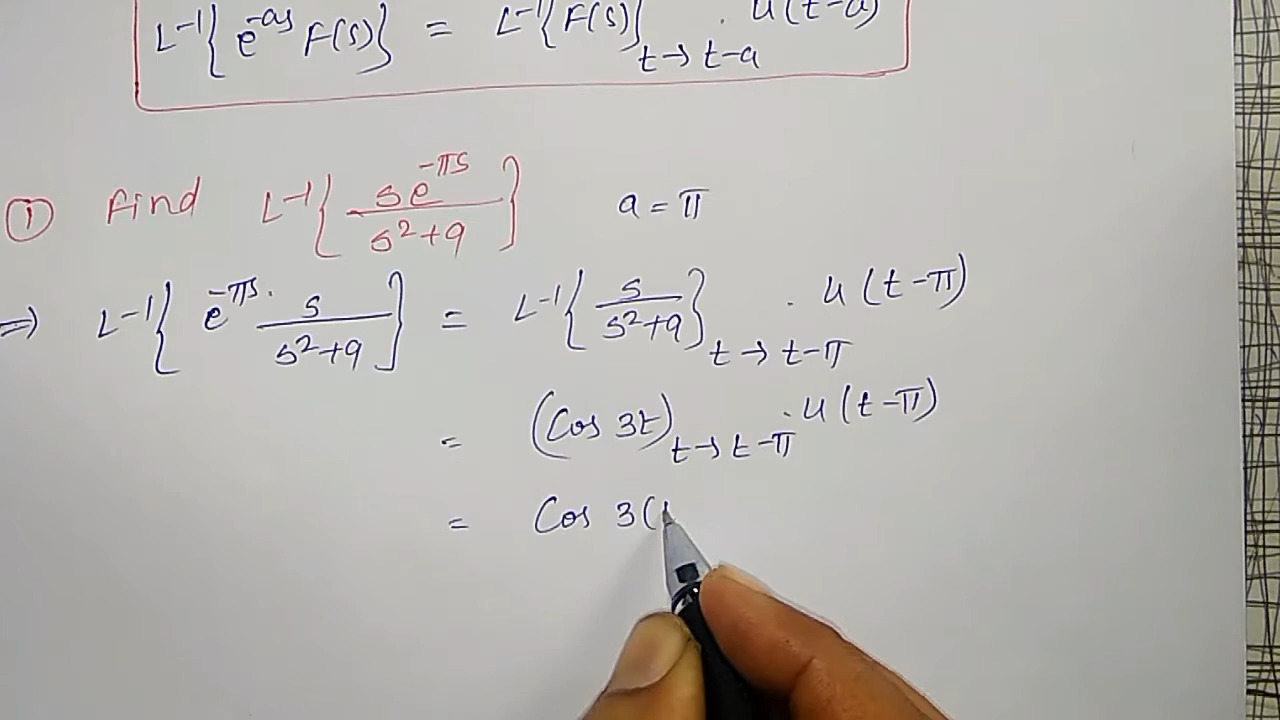 L⁻¹{ e^-as F(s)} = L⁻¹{F(s)} t→t-a . u(t-a)
① Find L⁻¹{ se^-πs / s²+9 } a = π
⇒ L⁻¹{ e^-πs . s / s²+9 } = L⁻¹{ s / s²+9 } t→t-π . u(t-π)
= (Cos 3t) t→t-π . u(t-π)
= Cos 3(t